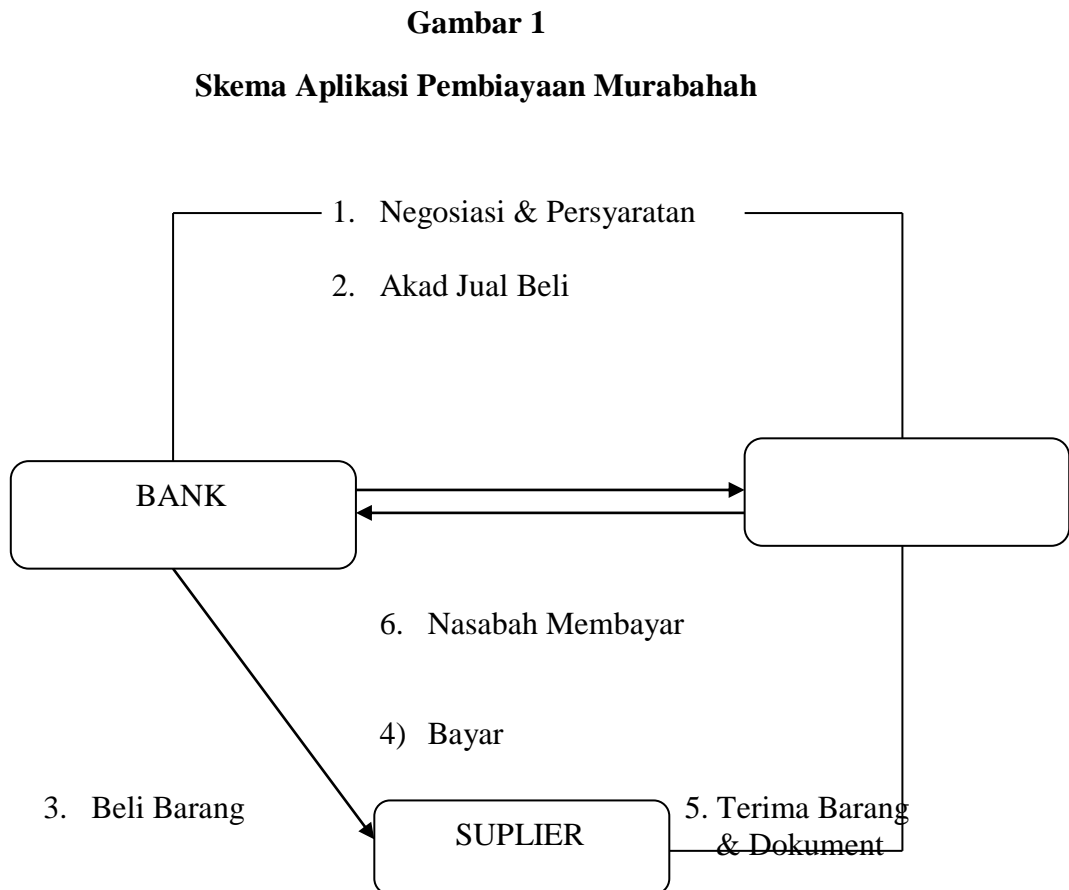 Gambar 1
Skema Aplikasi Pembiayaan Murabahah
1. Negosiasi & Persyaratan
2. Akad Jual Beli
BANK
6. Nasabah Membayar
4) Bayar
3. Beli Barang
SUPLIER
5. Terima Barang
& Dokument